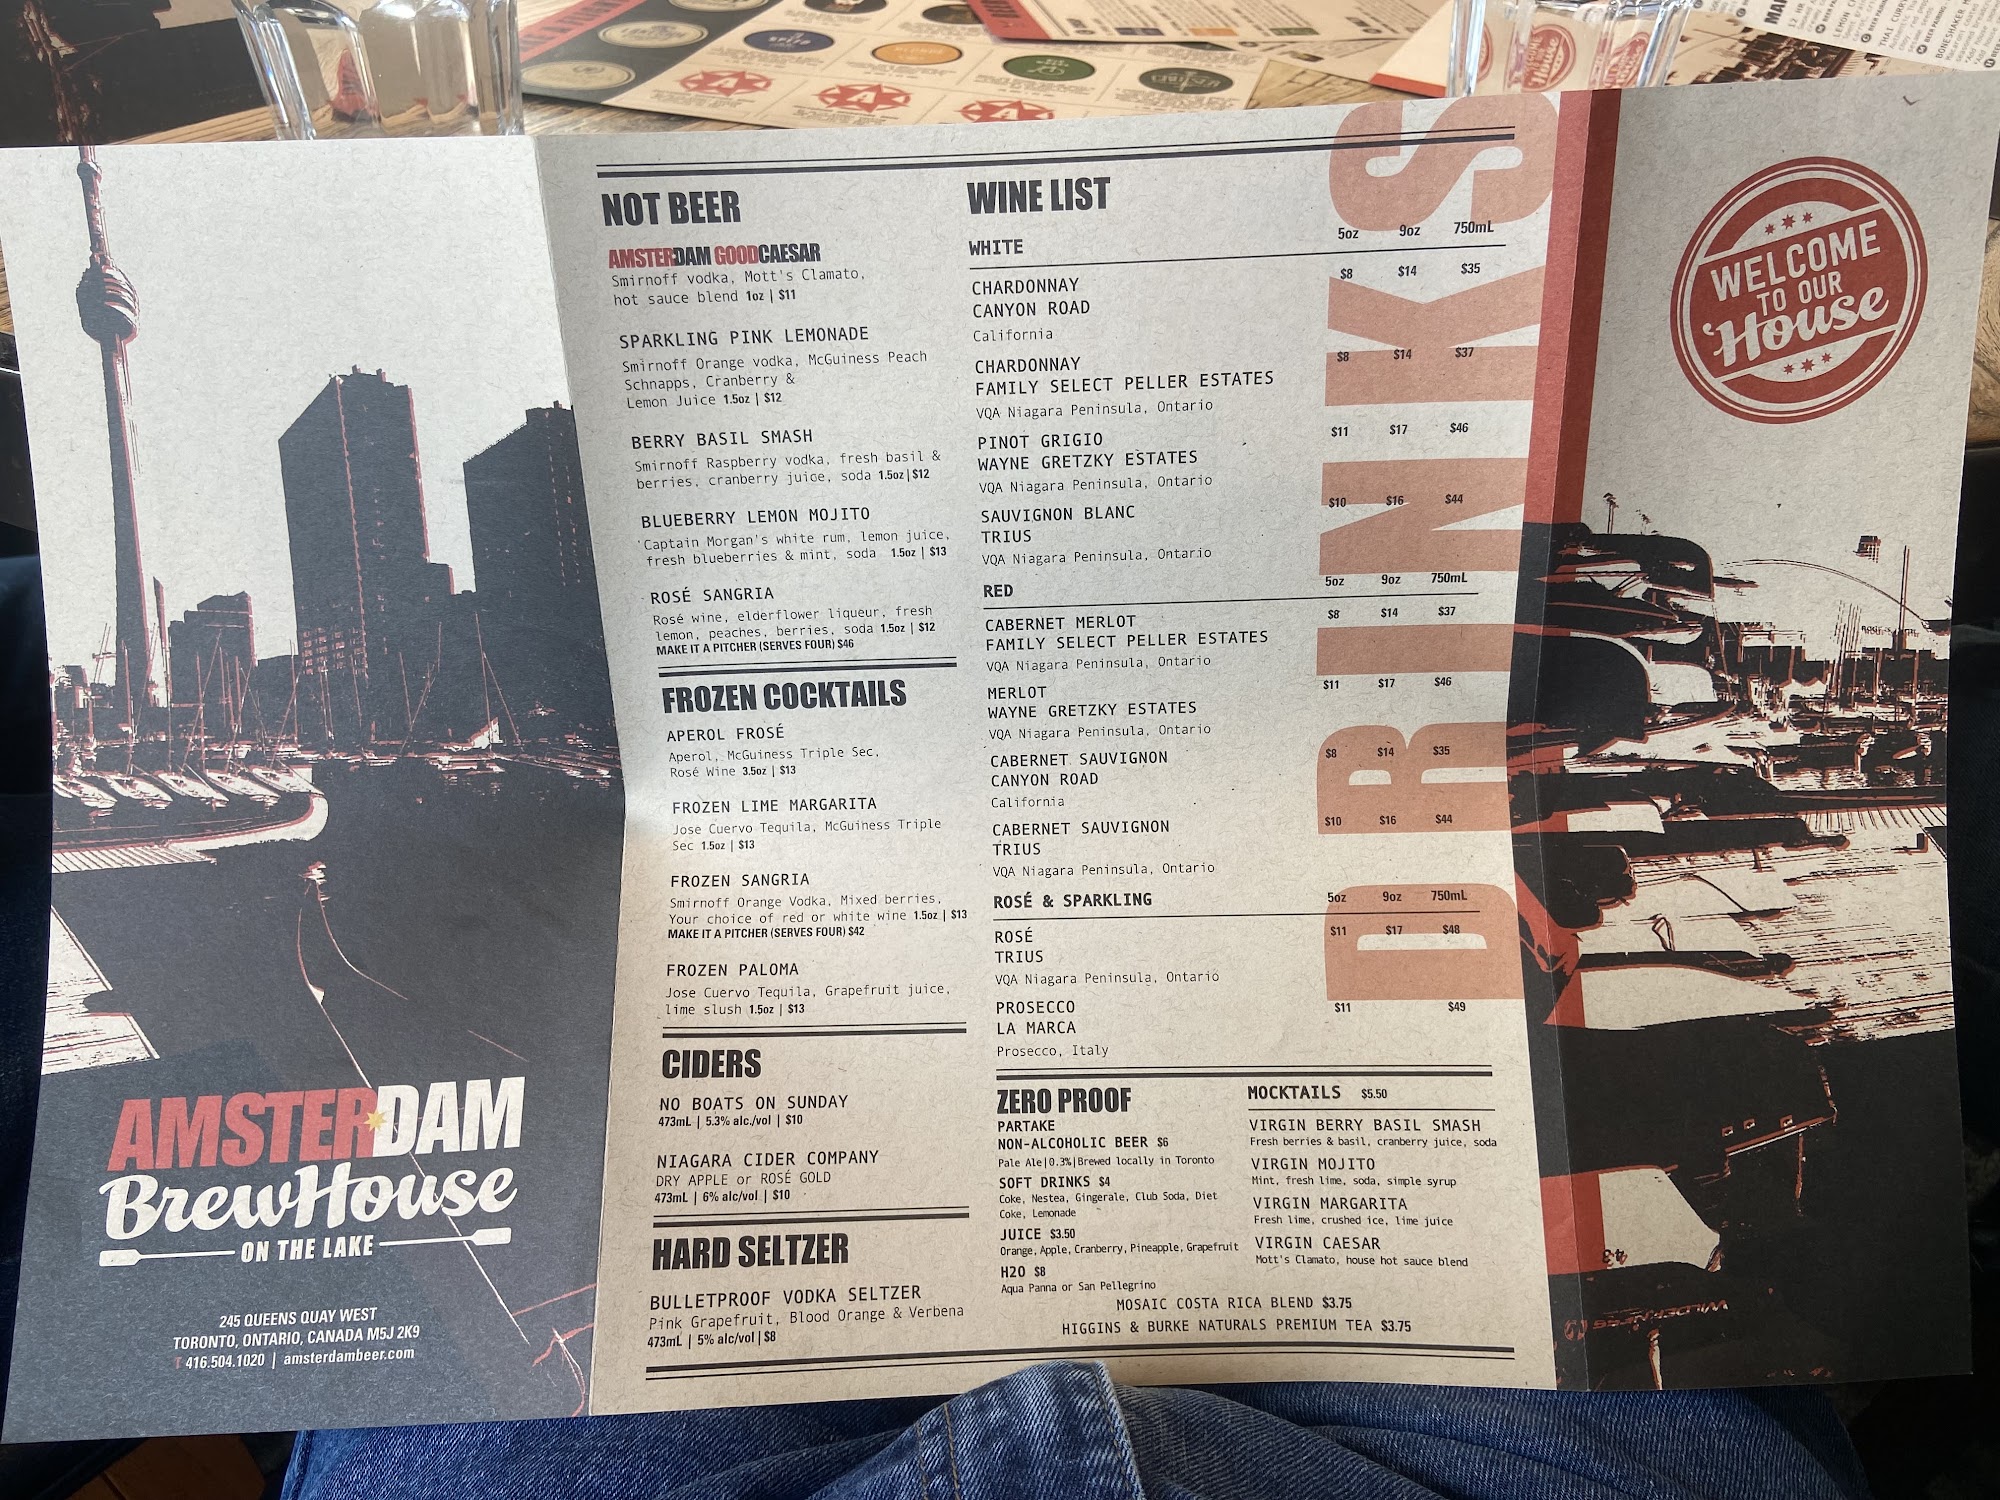 AMSTERDAM
BrewHouse
ON THE LAKE
245 QUEENS QUAY WEST
TORONTO, ONTARIO, CANADA M5J 2K9
T 416.504.1020 | amsterdambeer.com
NOT BEER
AMSTERDAM GOODCAESAR
Smirnoff vodka, Mott's Clamato,
hot sauce blend 1oz | $11
SPARKLING PINK LEMONADE
Smirnoff Orange vodka, McGuiness Peach
Schnapps, Cranberry &
Lemon Juice 1.5oz | $12
BERRY BASIL SMASH
Smirnoff Raspberry vodka, fresh basil &
berries, cranberry juice, soda 1.5oz | $12
BLUEBERRY LEMON MOJITO
'Captain Morgan's white rum, lemon juice,
fresh blueberries & mint, soda 1.5oz | $13
ROSÉ SANGRIA
Rosé wine, elderflower liqueur, fresh
lemon, peaches, berries, soda 1.5oz | $12
MAKE IT A PITCHER (SERVES FOUR) $46
FROZEN COCKTAILS
APEROL FROSÉ
Aperol, McGuiness Triple Sec,
Rosé Wine 3.5oz | $13
FROZEN LIME MARGARITA
Jose Cuervo Tequila, McGuiness Triple
Sec 1.5oz | $13
FROZEN SANGRIA
Smirnoff Orange Vodka, Mixed berries,
Your choice of red or white wine 1.5oz | $13
MAKE IT A PITCHER (SERVES FOUR) $42
FROZEN PALOMA
Jose Cuervo Tequila, Grapefruit juice,
lime slush 1.5oz | $13
CIDERS
NO BOATS ON SUNDAY
473mL | 5.3% alc./vol | $10
NIAGARA CIDER COMPANY
DRY APPLE or ROSÉ GOLD
473mL | 6% alc/vol | $10
HARD SELTZER
BULLETPROOF VODKA SELTZER
Pink Grapefruit, Blood Orange & Verbena
473mL | 5% alc/vol | $8
WINE LIST
WHITE 5oz 9oz 750mL
CHARDONNAY $8 $14 $35
CANYON ROAD
California
CHARDONNAY $8 $14 $37
FAMILY SELECT PELLER ESTATES
VQA Niagara Peninsula, Ontario
PINOT GRIGIO $11 $17 $46
WAYNE GRETZKY ESTATES
VQA Niagara Peninsula, Ontario
SAUVIGNON BLANC $10 $16 $44
TRIUS
VQA Niagara Peninsula, Ontario
RED 5oz 9oz 750mL
CABERNET MERLOT $8 $14 $37
FAMILY SELECT PELLER ESTATES
VQA Niagara Peninsula, Ontario
MERLOT $11 $17 $46
WAYNE GRETZKY ESTATES
VQA Niagara Peninsula, Ontario
CABERNET SAUVIGNON $8 $14 $35
CANYON ROAD
California
CABERNET SAUVIGNON $10 $16 $44
TRIUS
VQA Niagara Peninsula, Ontario
ROSÉ & SPARKLING 5oz 9oz 750mL
ROSÉ $11 $17 $48
TRIUS
VQA Niagara Peninsula, Ontario
PROSECCO $11 $49
LA MARCA
Prosecco, Italy
ZERO PROOF
PARTAKE
NON-ALCOHOLIC BEER $6
Pale Ale|0.3%|Brewed locally in Toronto
SOFT DRINKS $4
Coke, Nestea, Gingerale, Club Soda, Diet
Coke, Lemonade
JUICE $3.50
Orange, Apple, Cranberry, Pineapple, Grapefruit
H2O $8
Aqua Panna or San Pellegrino
MOCKTAILS $5.50
VIRGIN BERRY BASIL SMASH
Fresh berries & basil, cranberry juice, soda
VIRGIN MOJITO
Mint, fresh lime, soda, simple syrup
VIRGIN MARGARITA
Fresh lime, crushed ice, lime juice
VIRGIN CAESAR
Mott's Clamato, house hot sauce blend
MOSAIC COSTA RICA BLEND $3.75
HIGGINS & BURKE NATURALS PREMIUM TEA $3.75
DRINKS
WELCOME
TO OUR
House